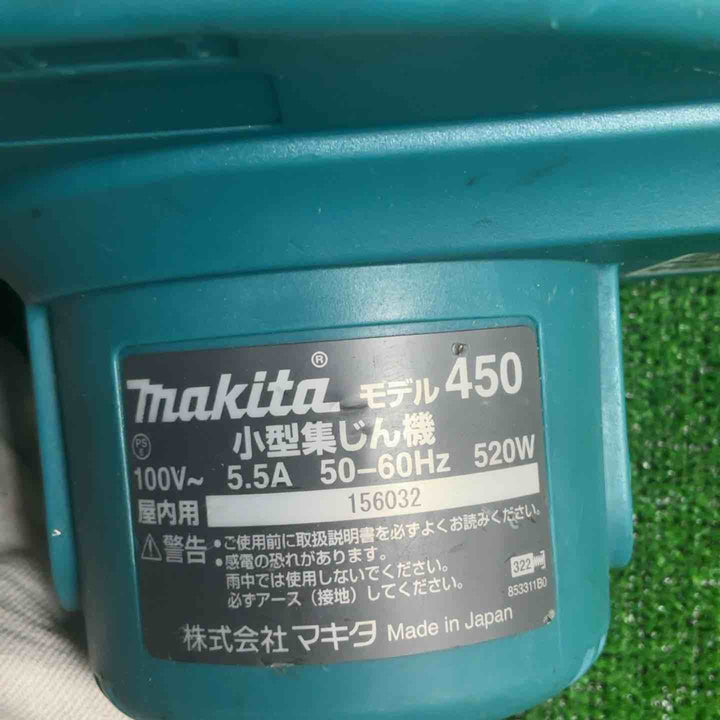 makita® モデル 450
小型集じん機
PS E
100V~ 5.5A 50-60Hz 520W
屋内用 156032
⚠警告 •ご使用前に取扱説明書を必ずよくお読みください。
•感電の恐れがあります。
雨中では使用しないでください。
必ずアース（接地）してください。
322
853311B0
株式会社 マキタ Made in Japan